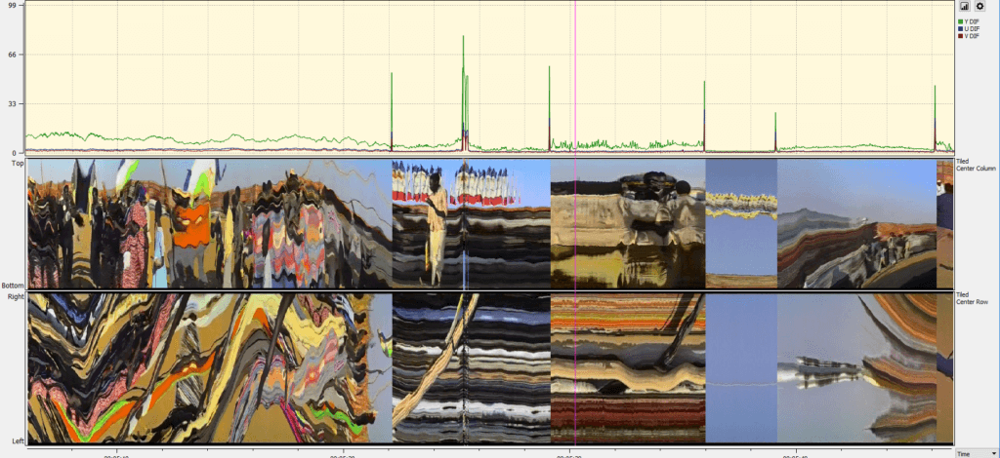 99
66
33
0
Y DIF
U DIF
V DIF
Top
Bottom
Tiled
Center Column
Right
Left
Tiled
Center Row
Time